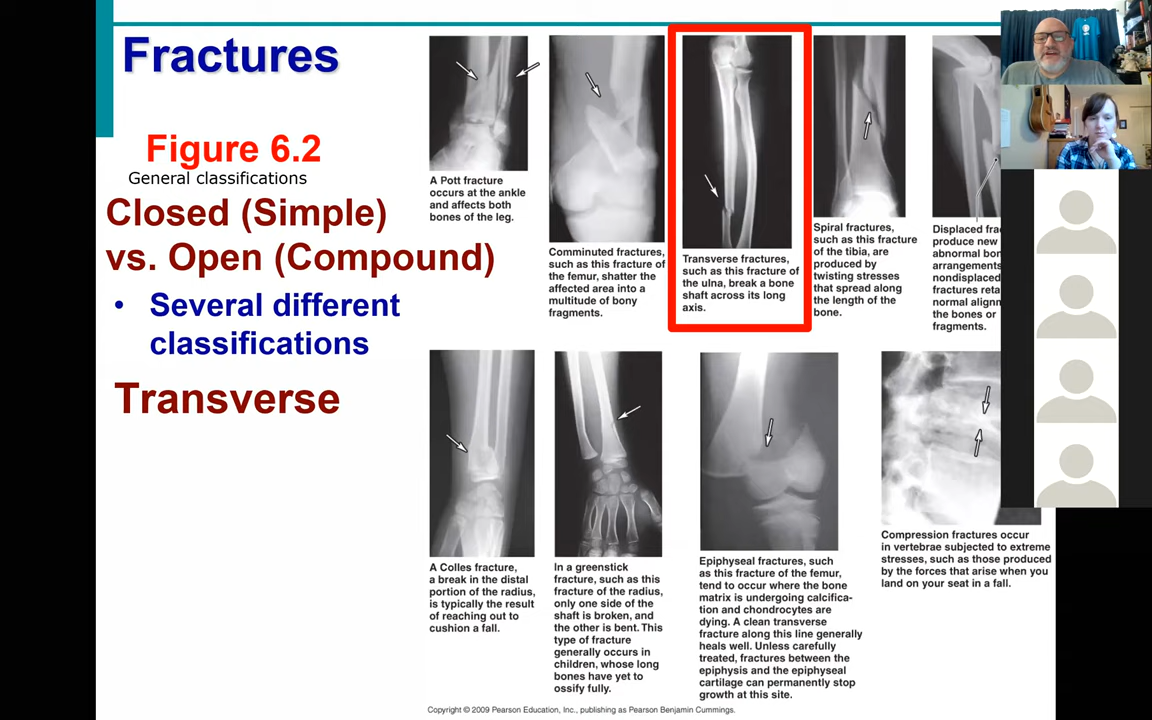 Fractures
Figure 6.2
General classifications
Closed (Simple)
vs. Open (Compound)
• Several different
classifications
Transverse
A Pott fracture
occurs at the ankle
and affects both
bones of the leg.
Comminuted fractures,
such as this fracture of
the femur, shatter the
affected area into a
multitude of bony
fragments.
Transverse fractures,
such as this fracture of
the ulna, break a bone
shaft across its long
axis.
Spiral fractures,
such as this fracture
of the tibia, are
produced by
twisting stresses
that spread along
the length of the
bone.
Displaced
produce new
abnormal
arrangements
nondisplaced
fractures
normal
the bones or
fragments.
A Colles fracture,
a break in the distal
portion of the radius,
is typically the result
of reaching out to
cushion a fall.
In a greenstick
fracture, such as this
fracture of the radius,
only one side of the
shaft is broken, and
the other is bent. This
type of fracture
generally occurs in
children, whose long
bones have yet to
ossify fully.
Epiphyseal fractures, such
as this fracture of the femur,
tend to occur where the bone
matrix is undergoing calcifica-
tion and chondrocytes are
dying. A clean transverse
fracture along this line generally
heals well. Unless carefully
treated, fractures between the
epiphysis and the epiphyseal
cartilage can permanently stop
growth at this site.
Compression fractures occur
in vertebrae subjected to extreme
stresses, such as those produced
by the forces that arise when you
land on your seat in a fall.
Copyright © 2009 Pearson Education, Inc., publishing as Pearson Benjamin Cummings.